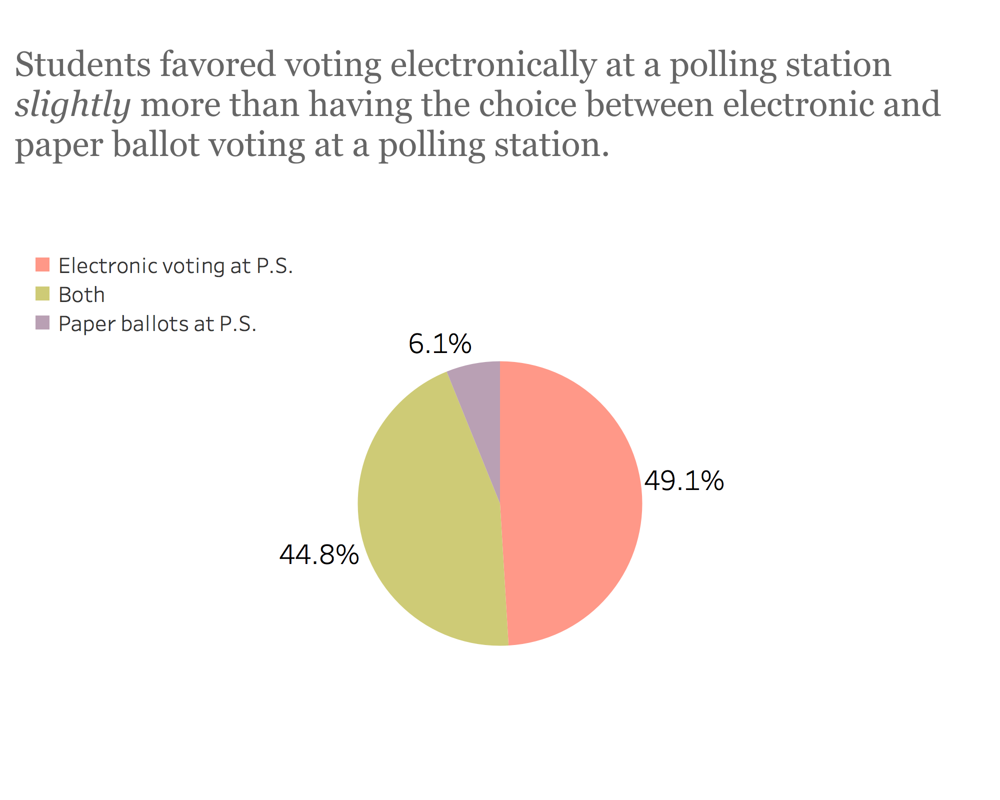 Students favored voting electronically at a polling station
slightly more than having the choice between electronic and
paper ballot voting at a polling station.
Electronic voting at P.S.
Both
Paper ballots at P.S.
6.1%
49.1%
44.8%